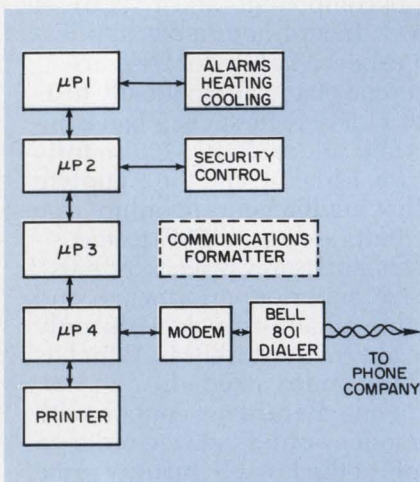 μP1
ALARMS
HEATING
COOLING
μP2
SECURITY
CONTROL
μP3
COMMUNICATIONS
FORMATTER
μP4
MODEM
BELL
801
DIALER
TO
PHONE
COMPANY
PRINTER